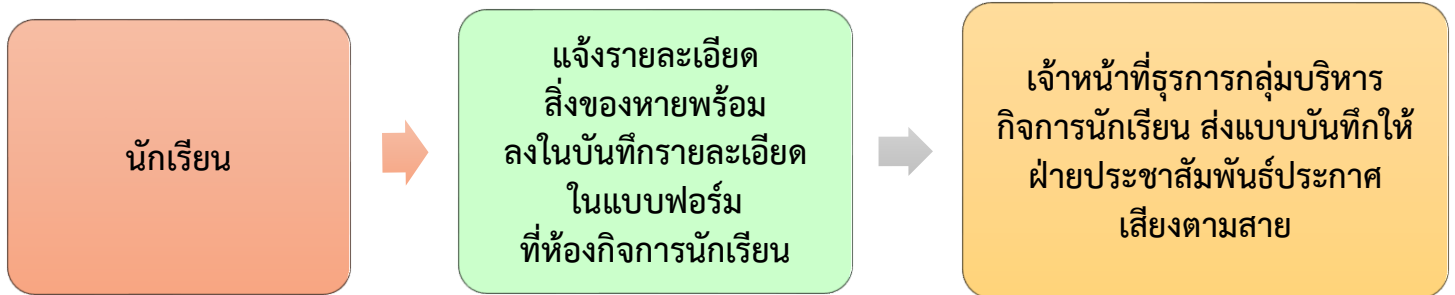 นักเรียน
แจ้งรายละเอียด
สิ่งของหายพร้อม
ลงในบันทึกรายละเอียด
ในแบบฟอร์ม
ที่ห้องกิจการนักเรียน
เจ้าหน้าที่ธุรการกลุ่มบริหาร
กิจการนักเรียน ส่งแบบบันทึกให้
ฝ่ายประชาสัมพันธ์ประกาศ
เสียงตามสาย